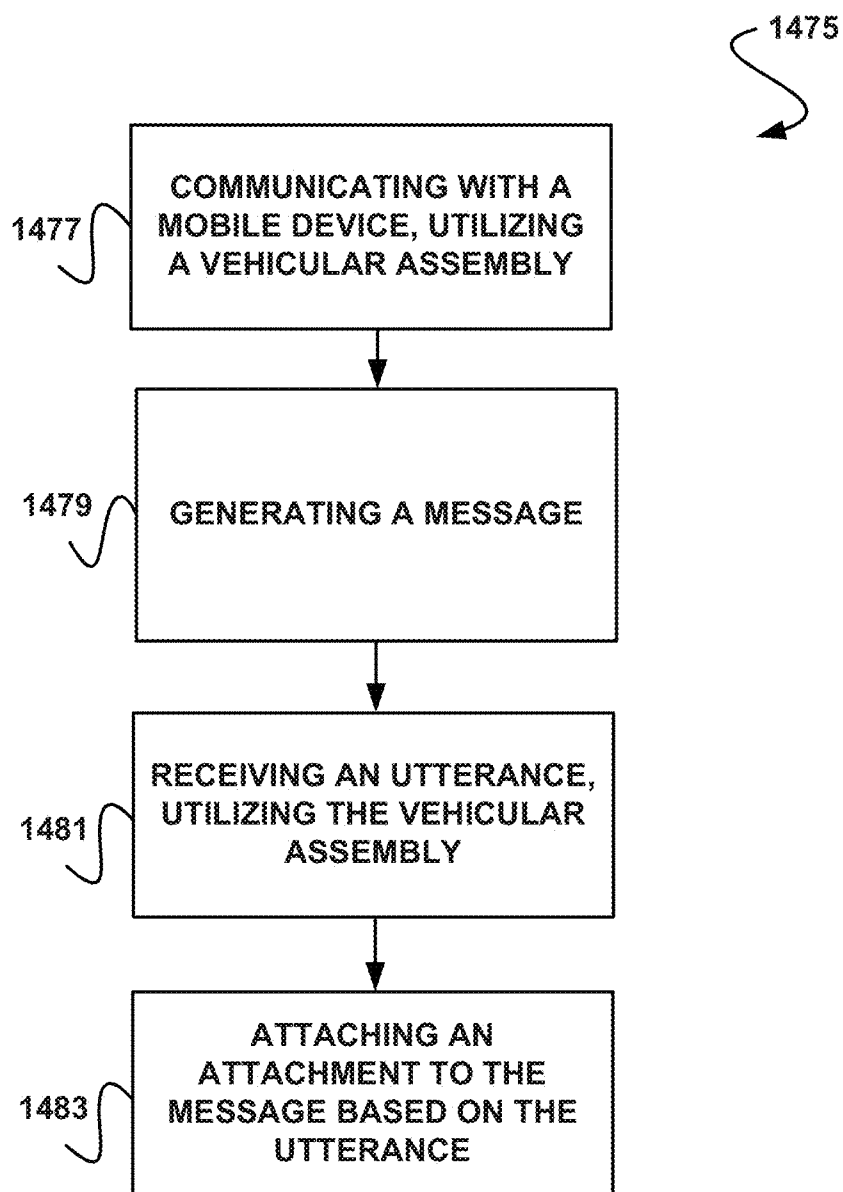 1475
COMMUNICATING WITH A
MOBILE DEVICE, UTILIZING
A VEHICULAR ASSEMBLY
1477
GENERATING A MESSAGE
1479
RECEIVING AN UTTERANCE,
UTILIZING THE VEHICULAR
ASSEMBLY
1481
ATTACHING AN
ATTACHMENT TO THE
MESSAGE BASED ON THE
UTTERANCE
1483